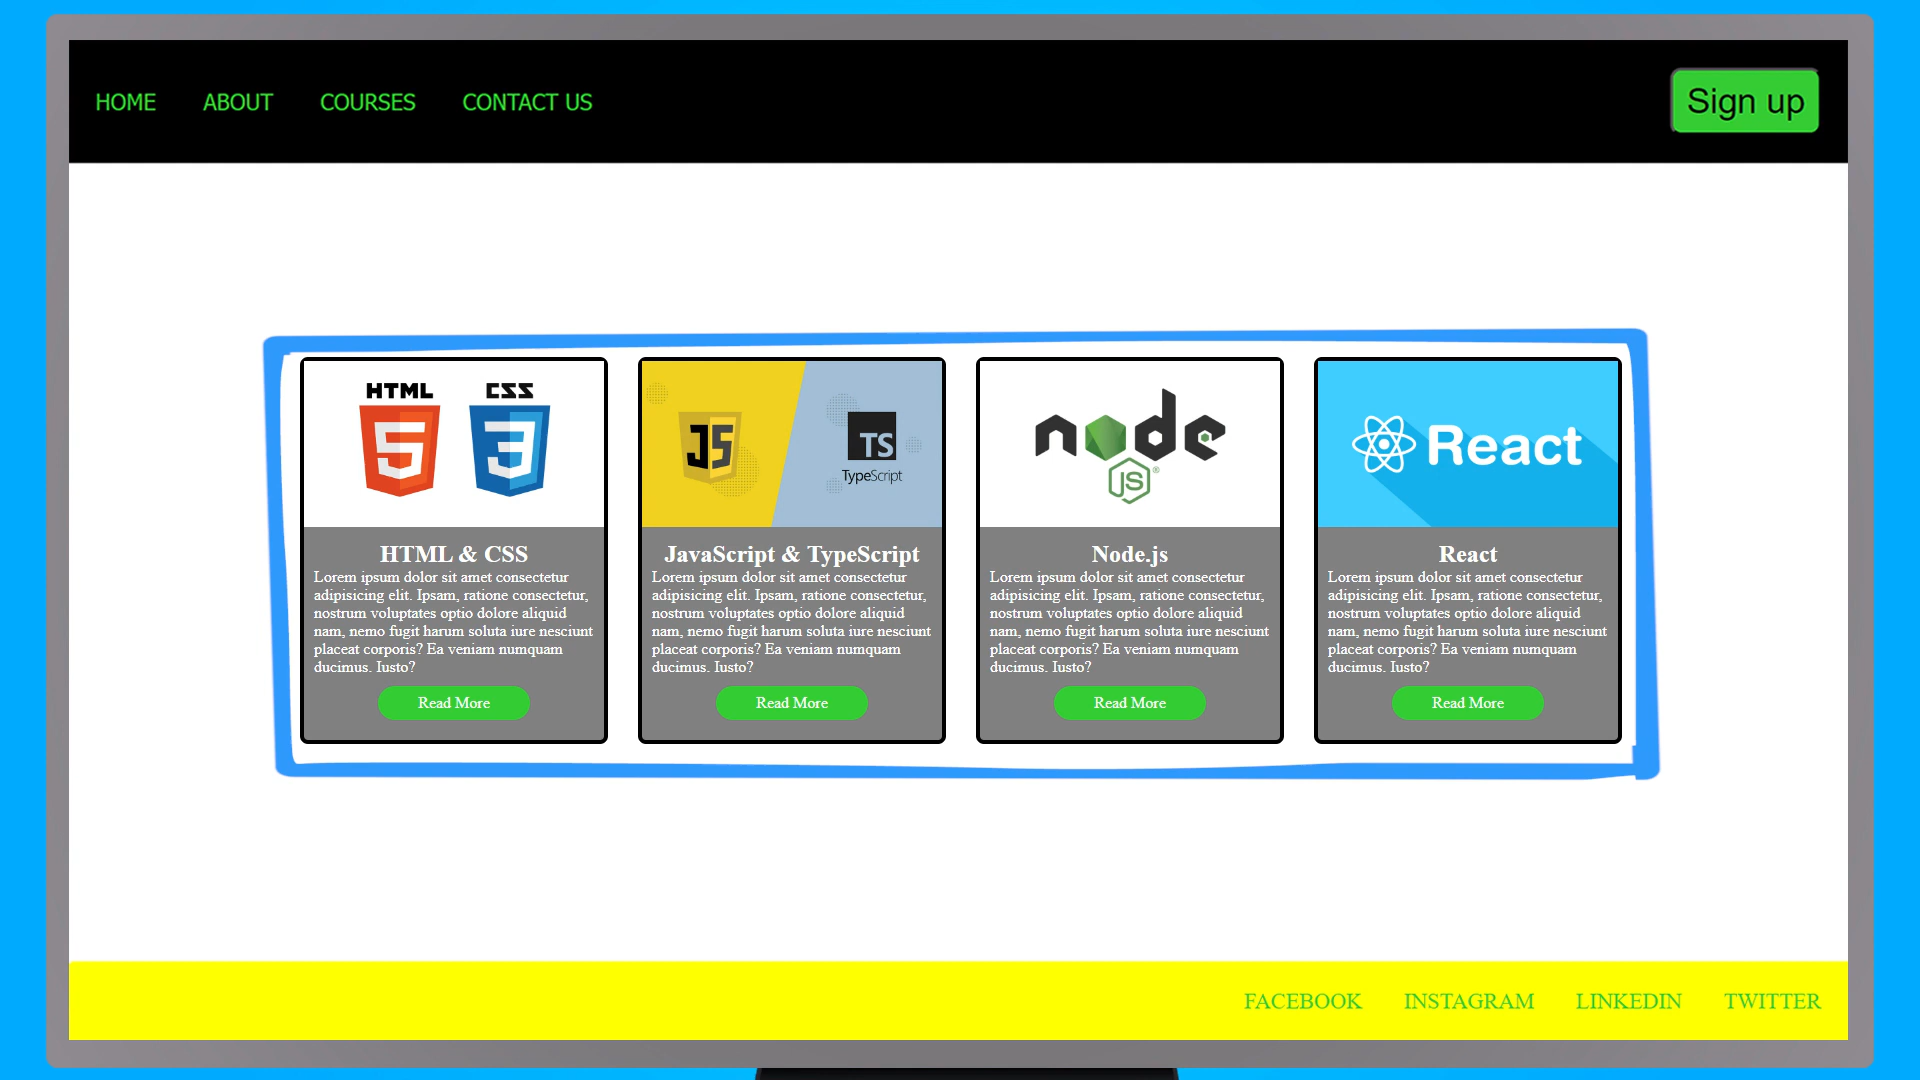 HOME ABOUT COURSES CONTACT US Sign up
HTML CSS
5 3
JS TS
TypeScript
node
JS ®
React
HTML & CSS
Lorem ipsum dolor sit amet consectetur
adipisicing elit. Ipsam, ratione consectetur,
nostrum voluptates optio dolore aliquid
nam, nemo fugit harum soluta iure nesciunt
placeat corporis? Ea veniam numquam
ducimus. Iusto?
Read More
JavaScript & TypeScript
Lorem ipsum dolor sit amet consectetur
adipisicing elit. Ipsam, ratione consectetur,
nostrum voluptates optio dolore aliquid
nam, nemo fugit harum soluta iure nesciunt
placeat corporis? Ea veniam numquam
ducimus. Iusto?
Read More
Node.js
Lorem ipsum dolor sit amet consectetur
adipisicing elit. Ipsam, ratione consectetur,
nostrum voluptates optio dolore aliquid
nam, nemo fugit harum soluta iure nesciunt
placeat corporis? Ea veniam numquam
ducimus. Iusto?
Read More
React
Lorem ipsum dolor sit amet consectetur
adipisicing elit. Ipsam, ratione consectetur,
nostrum voluptates optio dolore aliquid
nam, nemo fugit harum soluta iure nesciunt
placeat corporis? Ea veniam numquam
ducimus. Iusto?
Read More
FACEBOOK INSTAGRAM LINKEDIN TWITTER